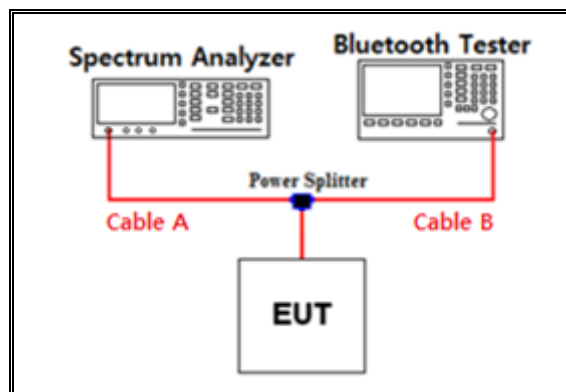 Spectrum Analyzer
Bluetooth Tester
Power Splitter
Cable A
Cable B
EUT